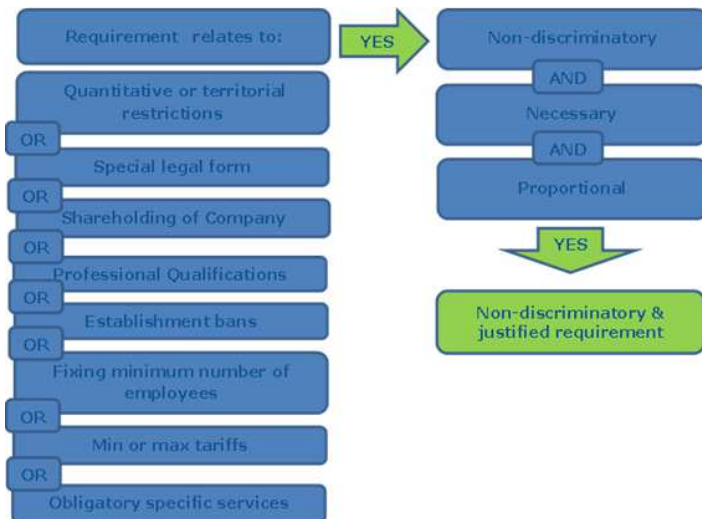 Requirement relates to:
Quantitative or territorial
restrictions
OR
Special legal form
OR
Shareholding of Company
OR
Professional Qualifications
OR
Establishment bans
OR
Fixing minimum number of
employees
OR
Min or max tariffs
OR
Obligatory specific services
YES
Non-discriminatory
AND
Necessary
AND
Proportional
YES
Non-discriminatory &
justified requirement